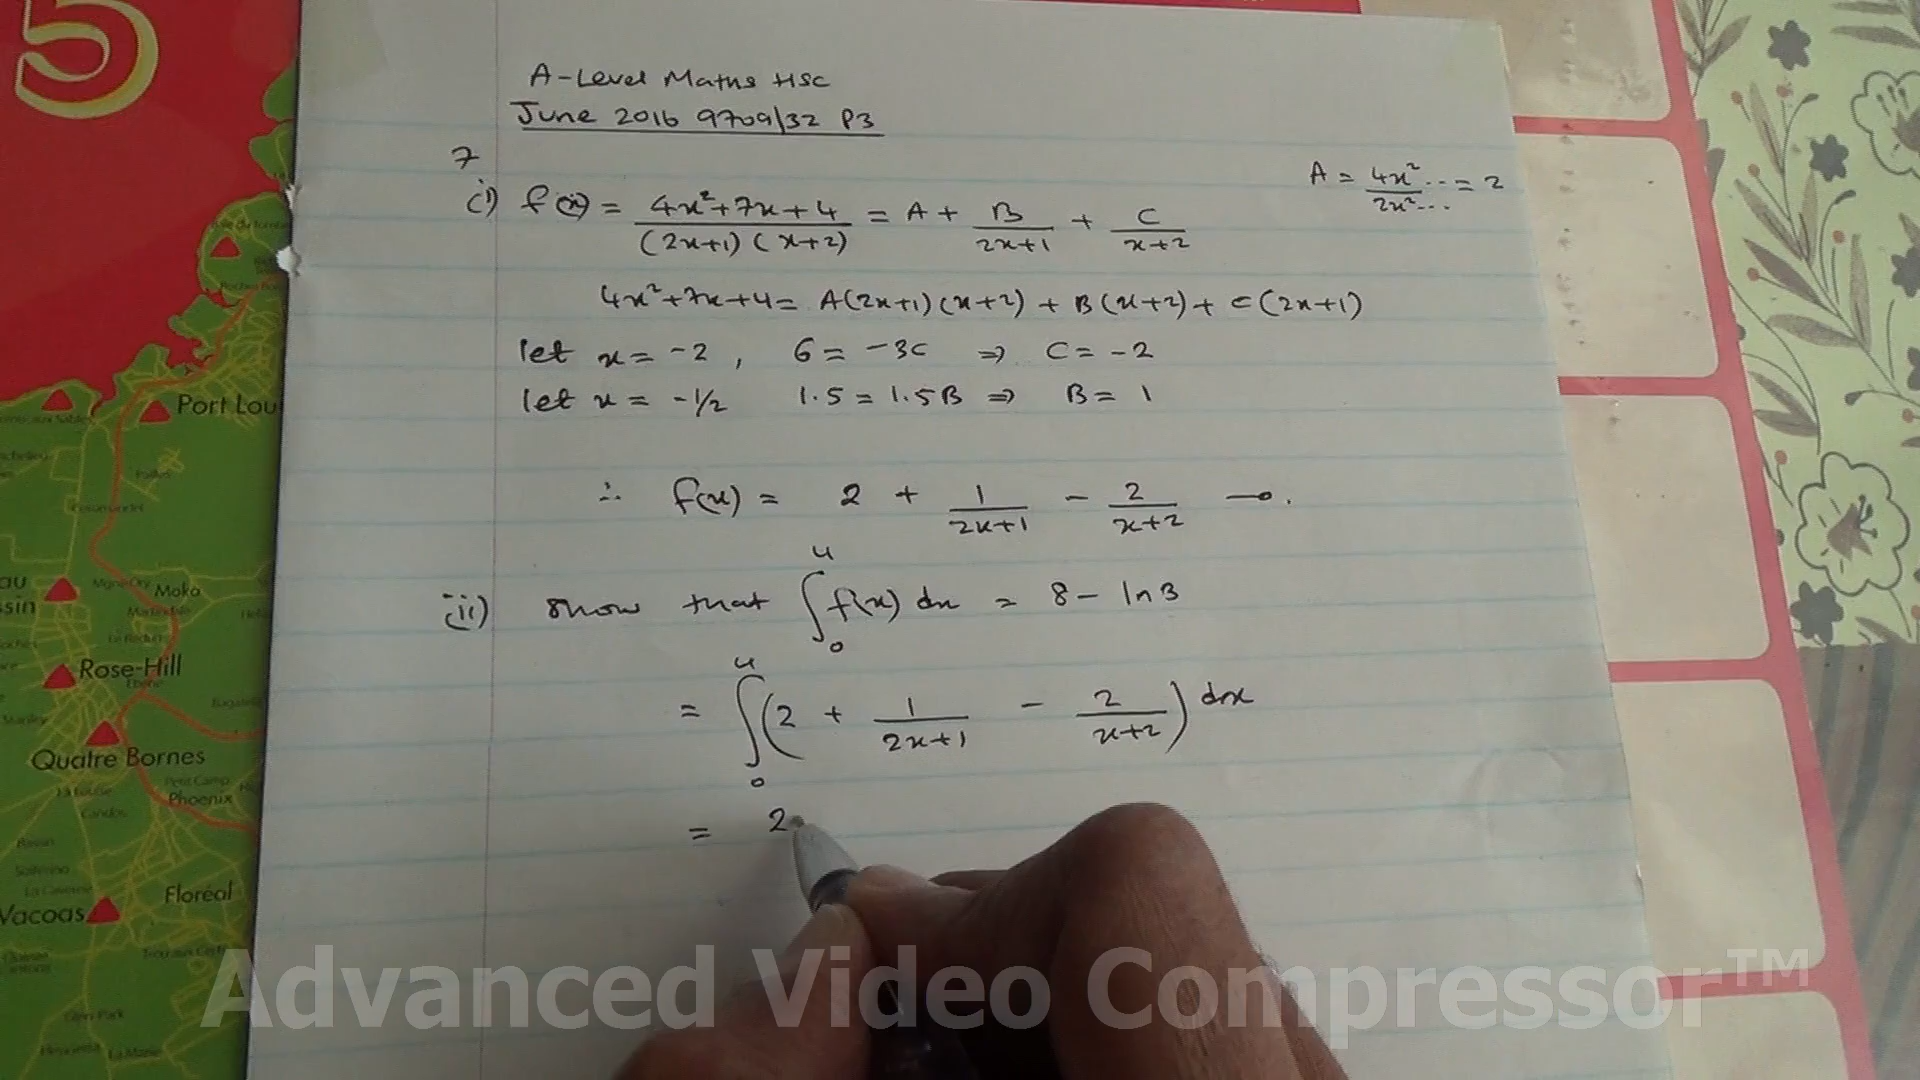 5
A-Level Maths HSC
June 2016 9709/32 P3
7
i) f(x) = 4x²+7x+4 / (2x+1)(x+2) = A + B/2x+1 + C/x+2
A = 4x²... / 2x²... = 2
4x²+7x+4 = A(2x+1)(x+2) + B(x+2) + C(2x+1)
let x = -2, 6 = -3C ⇒ C = -2
let x = -1/2 1.5 = 1.5B ⇒ B = 1
∴ f(x) = 2 + 1/2x+1 - 2/x+2
ii) show that ∫₀⁴ f(x) dx = 8 - ln3
= ∫₀⁴ (2 + 1/2x+1 - 2/x+2) dx
= 2
Port Lou
Moka
Rose-Hill
Quatre Bornes
Phoenix
Floréal
Vacoas
Advanced Video Compressor™